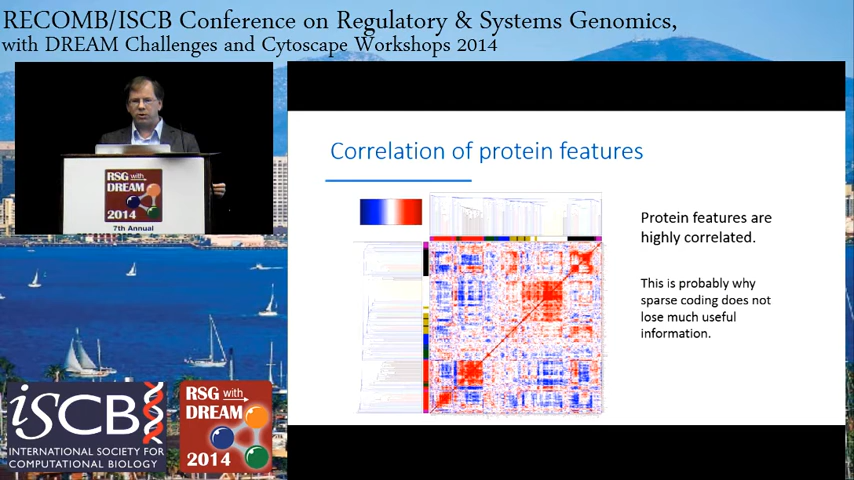 RECOMB/ISCB Conference on Regulatory & Systems Genomics,
with DREAM Challenges and Cytoscape Workshops 2014
RSG with
DREAM
2014
7th Annual
Correlation of protein features
Protein features are
highly correlated.
This is probably why
sparse coding does not
lose much useful
information.
iSCB
INTERNATIONAL SOCIETY FOR
COMPUTATIONAL BIOLOGY
RSG with
DREAM
2014